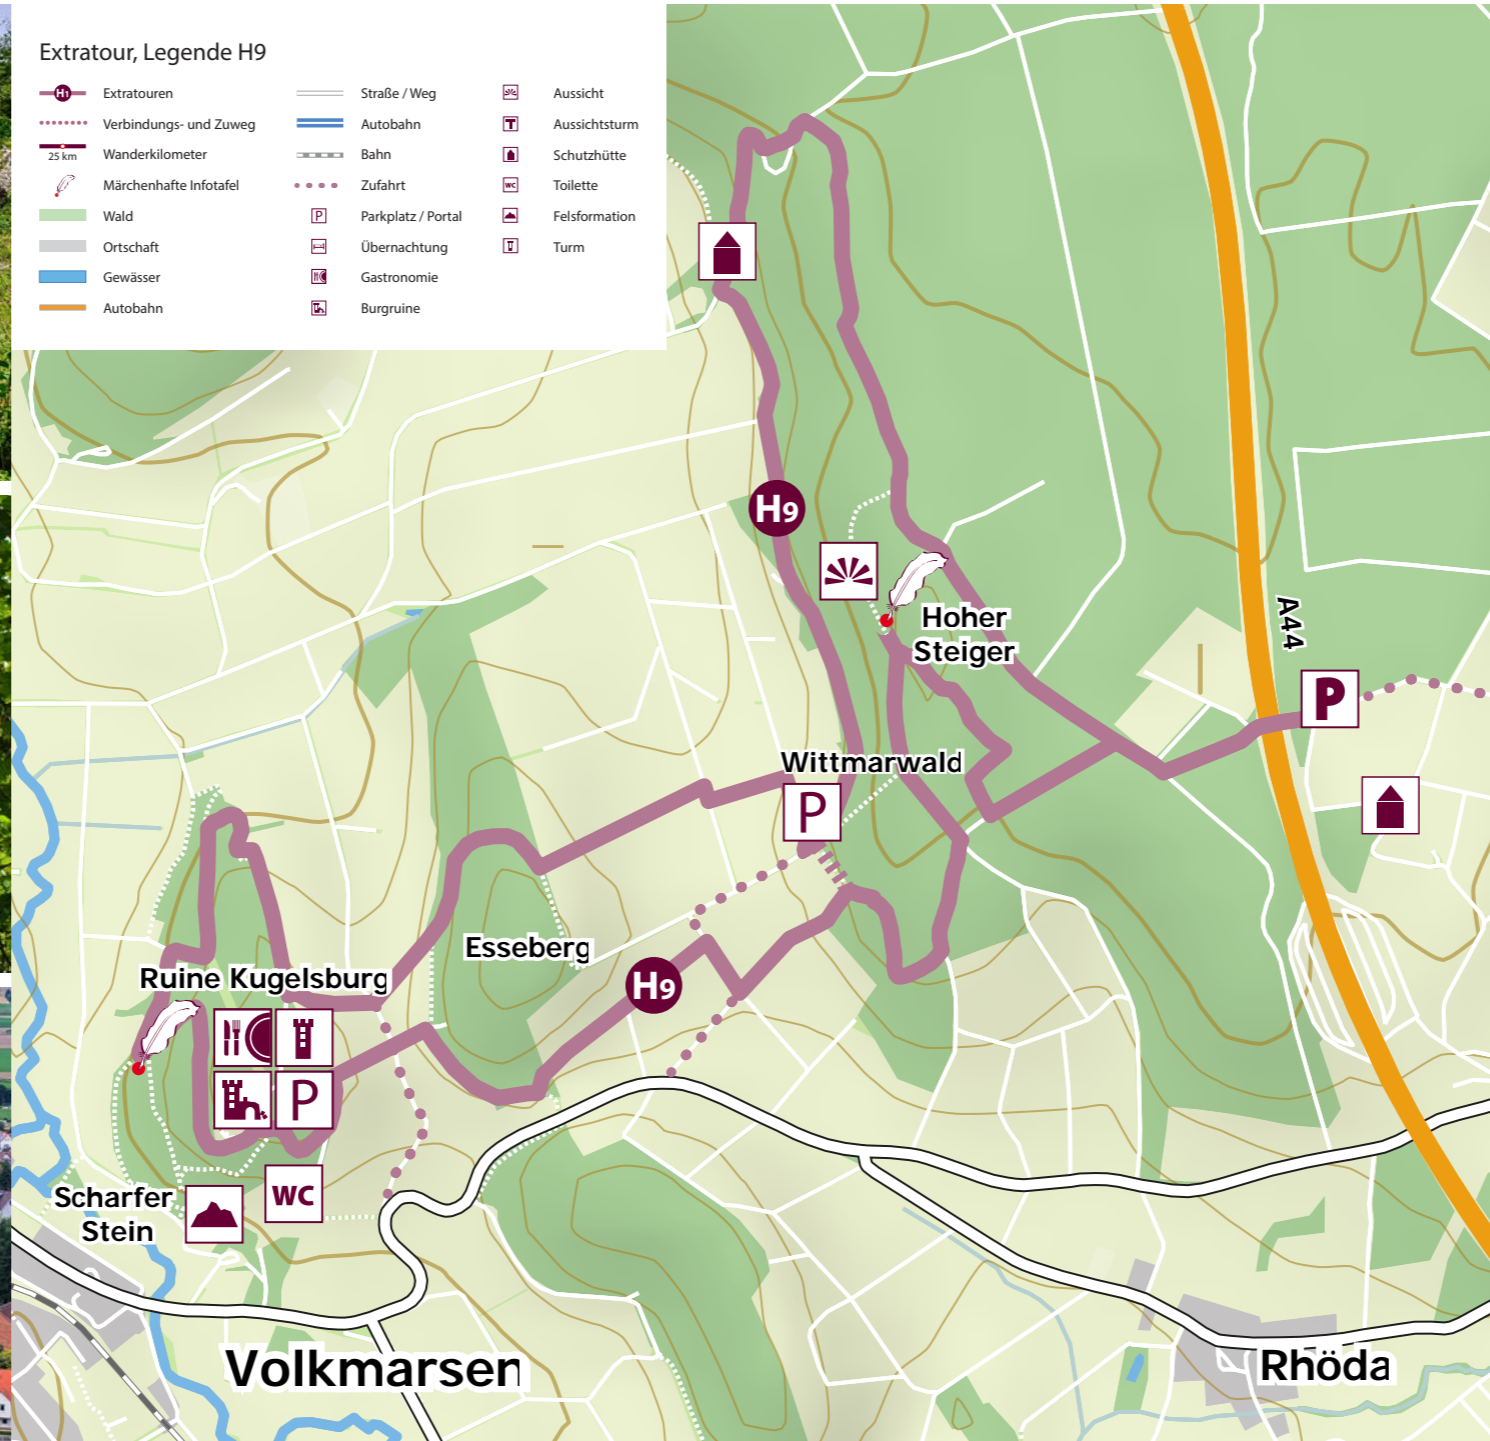 Extratour, Legende H9
H1
Extratouren
Verbindungs- und Zuweg
25 km
Wanderkilometer
Märchenhafte Infotafel
Wald
Ortschaft
Gewässer
Autobahn
Straße / Weg
Autobahn
Bahn
Zufahrt
P
Parkplatz / Portal
Übernachtung
Gastronomie
Burgruine
Aussicht
T
Aussichtsturm
Schutzhütte
WC
Toilette
Felsformation
Turm
H9
Hoher
Steiger
A44
P
Wittmarwald
P
Esseberg
H9
Ruine Kugelsburg
P
WC
Scharfer
Stein
Volkmarsen
Rhöda